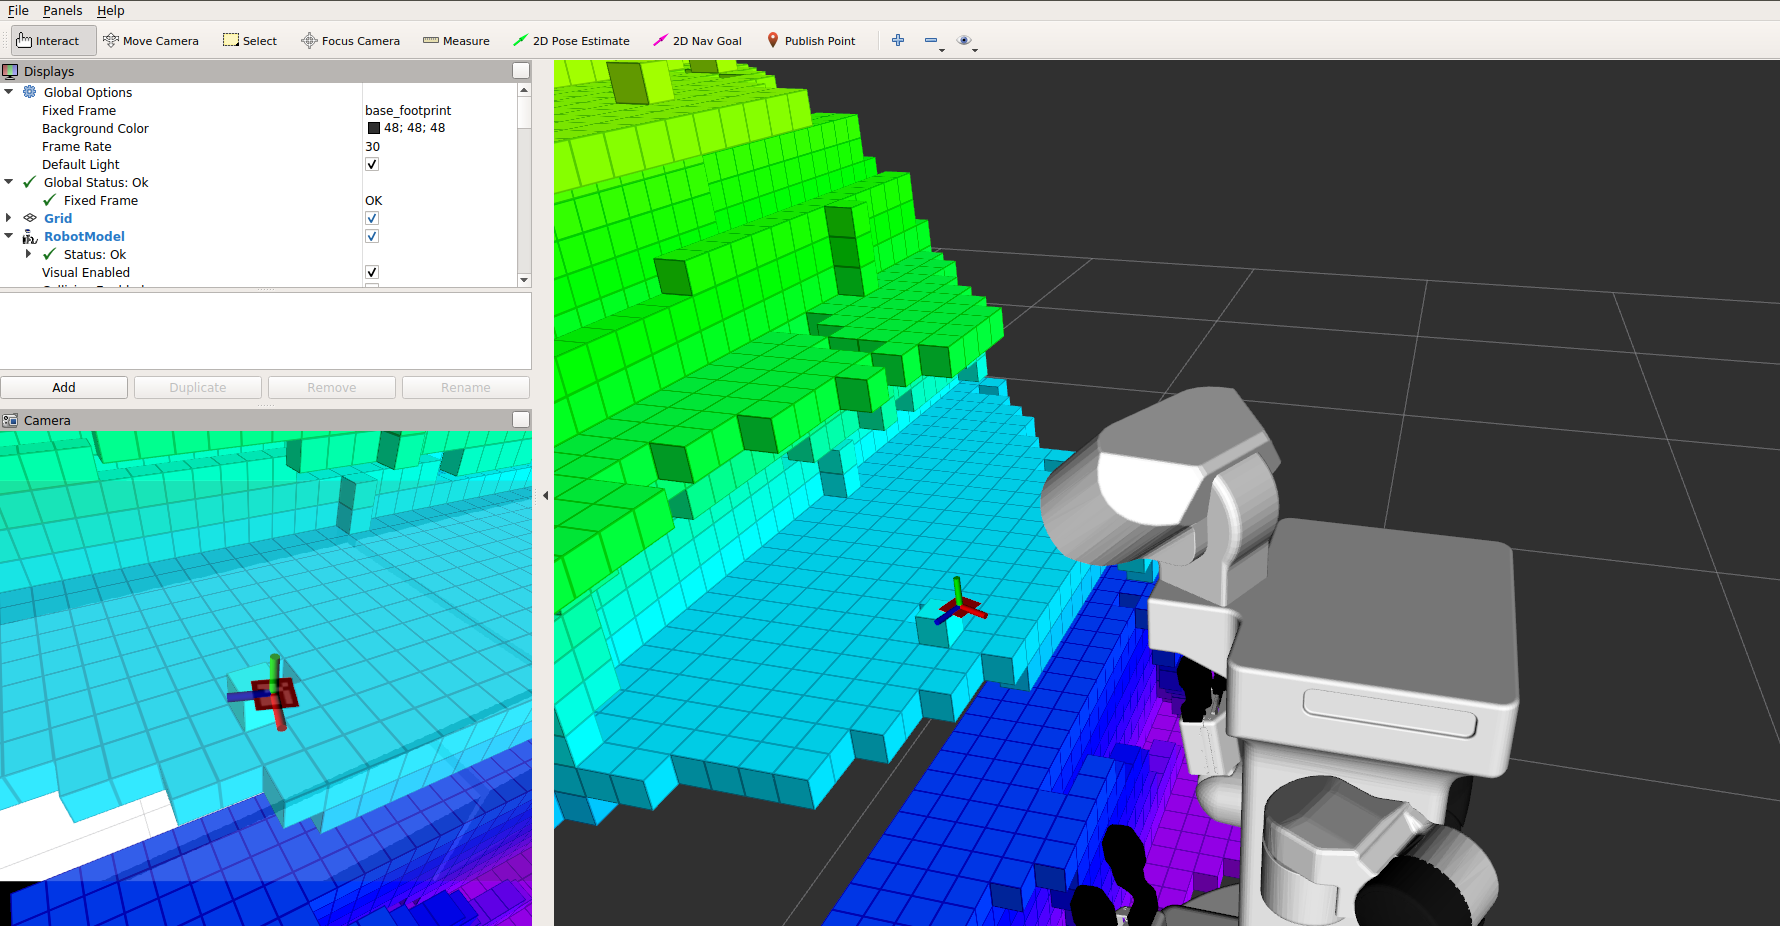 File Panels Help
Interact Move Camera Select Focus Camera Measure 2D Pose Estimate 2D Nav Goal Publish Point
Displays
Global Options
Fixed Frame base_footprint
Background Color 48; 48; 48
Frame Rate 30
Default Light
Global Status: Ok
Fixed Frame OK
Grid
RobotModel
Status: Ok
Visual Enabled
Add Duplicate Remove Rename
Camera